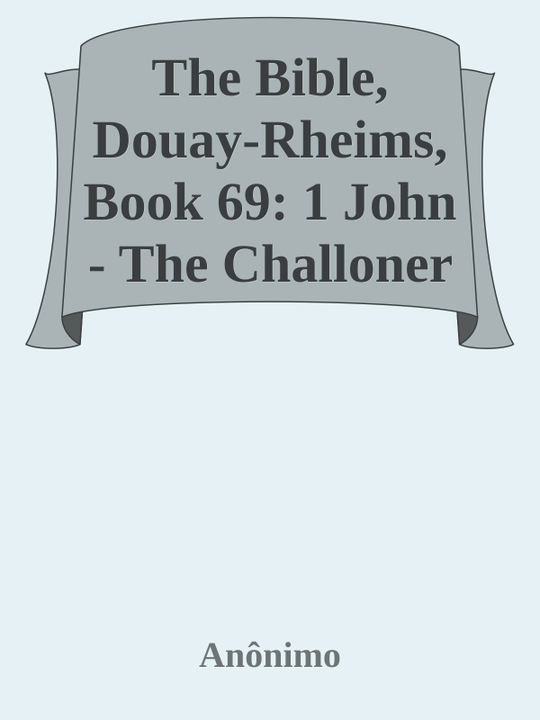 The Bible,
Douay-Rheims,
Book 69: 1 John
- The Challoner
Anônimo